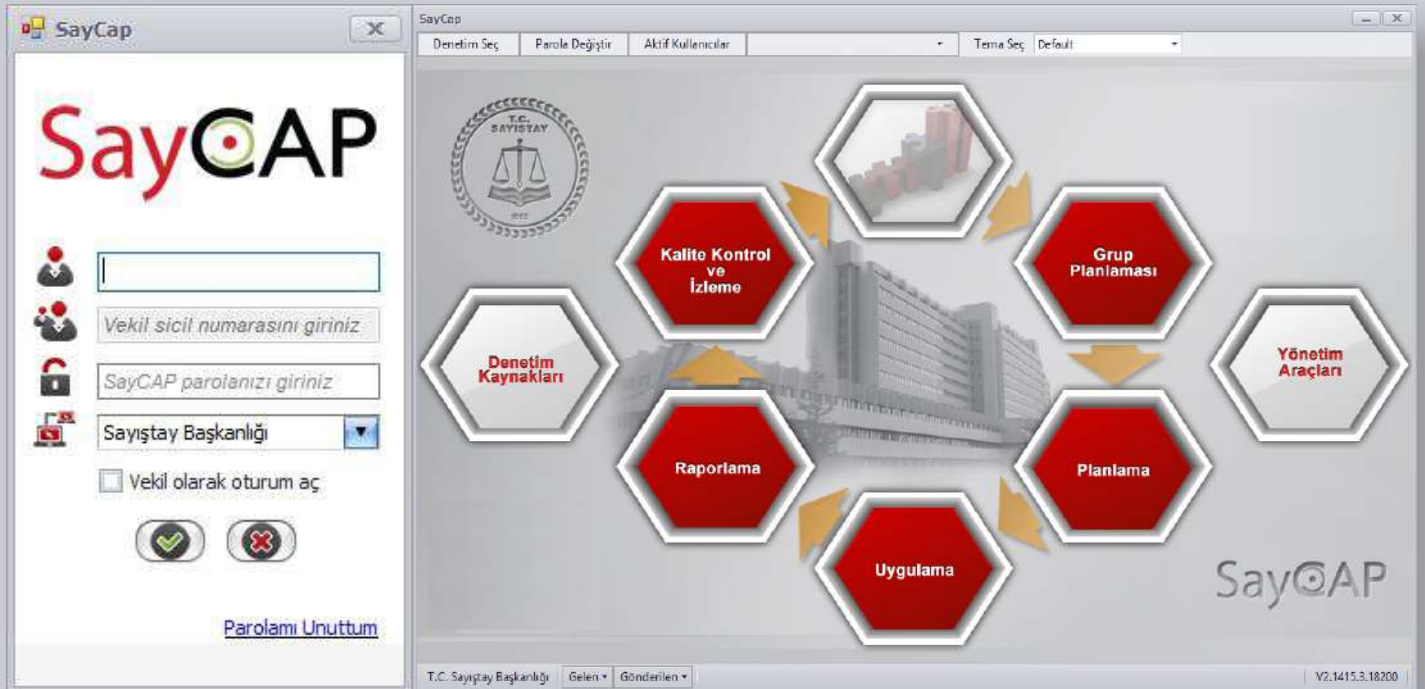 SayCap
SayCAP
Vekil sicil numarasını giriniz
SayCAP parolanızı giriniz
Sayıştay Başkanlığı
Vekil olarak oturum aç
Parolamı Unuttum
SayCap
Denetim Seç
Parola Değiştir
Aktif Kullanıcılar
Tema Seç
Default
T.C.
SAYIŞTAY
1862
Kalite Kontrol
ve
İzleme
Grup
Planlaması
Denetim
Kaynakları
Yönetim
Araçları
Raporlama
Planlama
Uygulama
SayCAP
T.C. Sayıştay Başkanlığı
Gelen
Gönderilen
V2.1415.3.18200